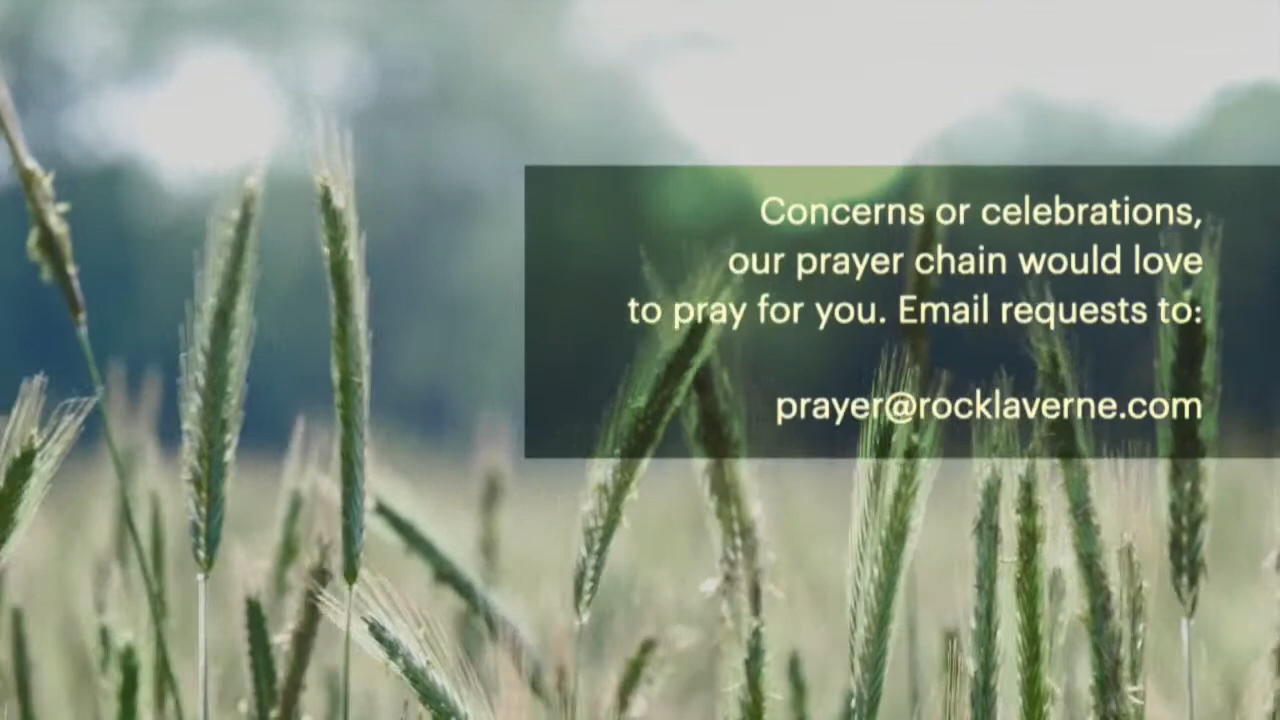 Concerns or celebrations,
our prayer chain would love
to pray for you. Email requests to:
prayer@rocklaverne.com